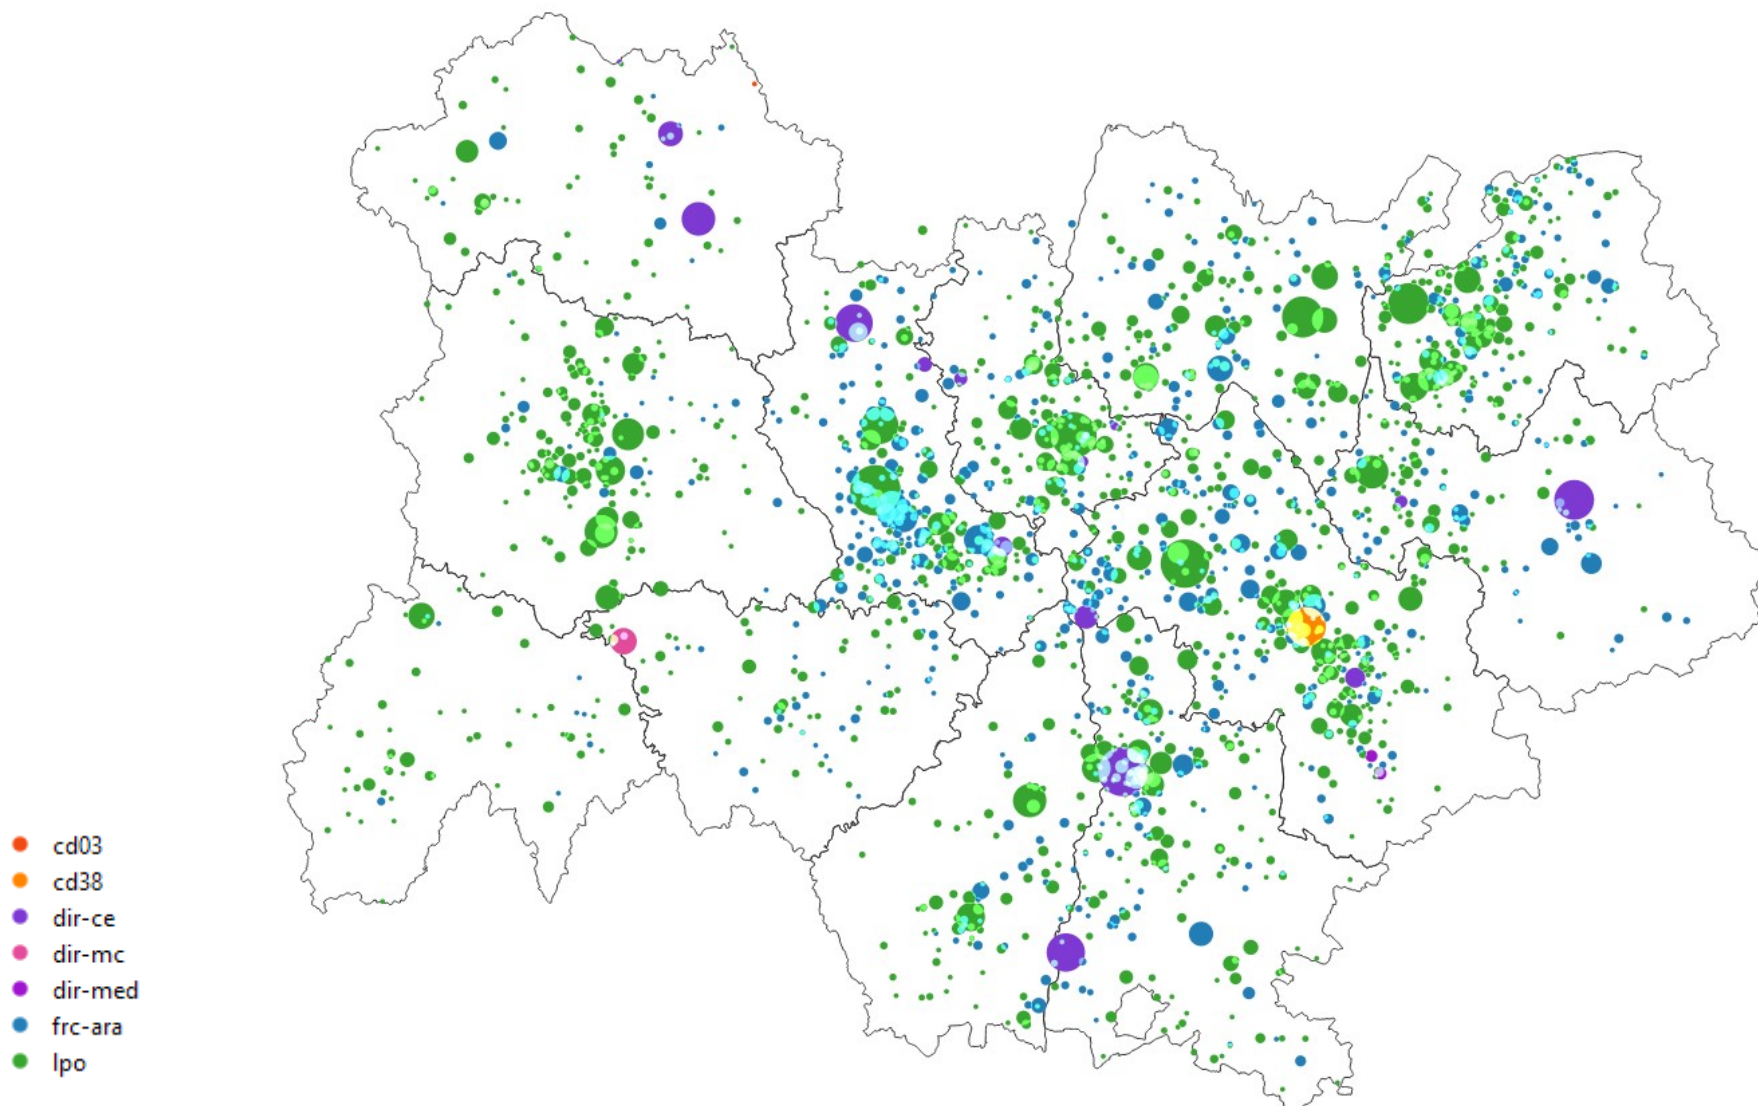 cd03
cd38
dir-ce
dir-mc
dir-med
frc-ara
lpo